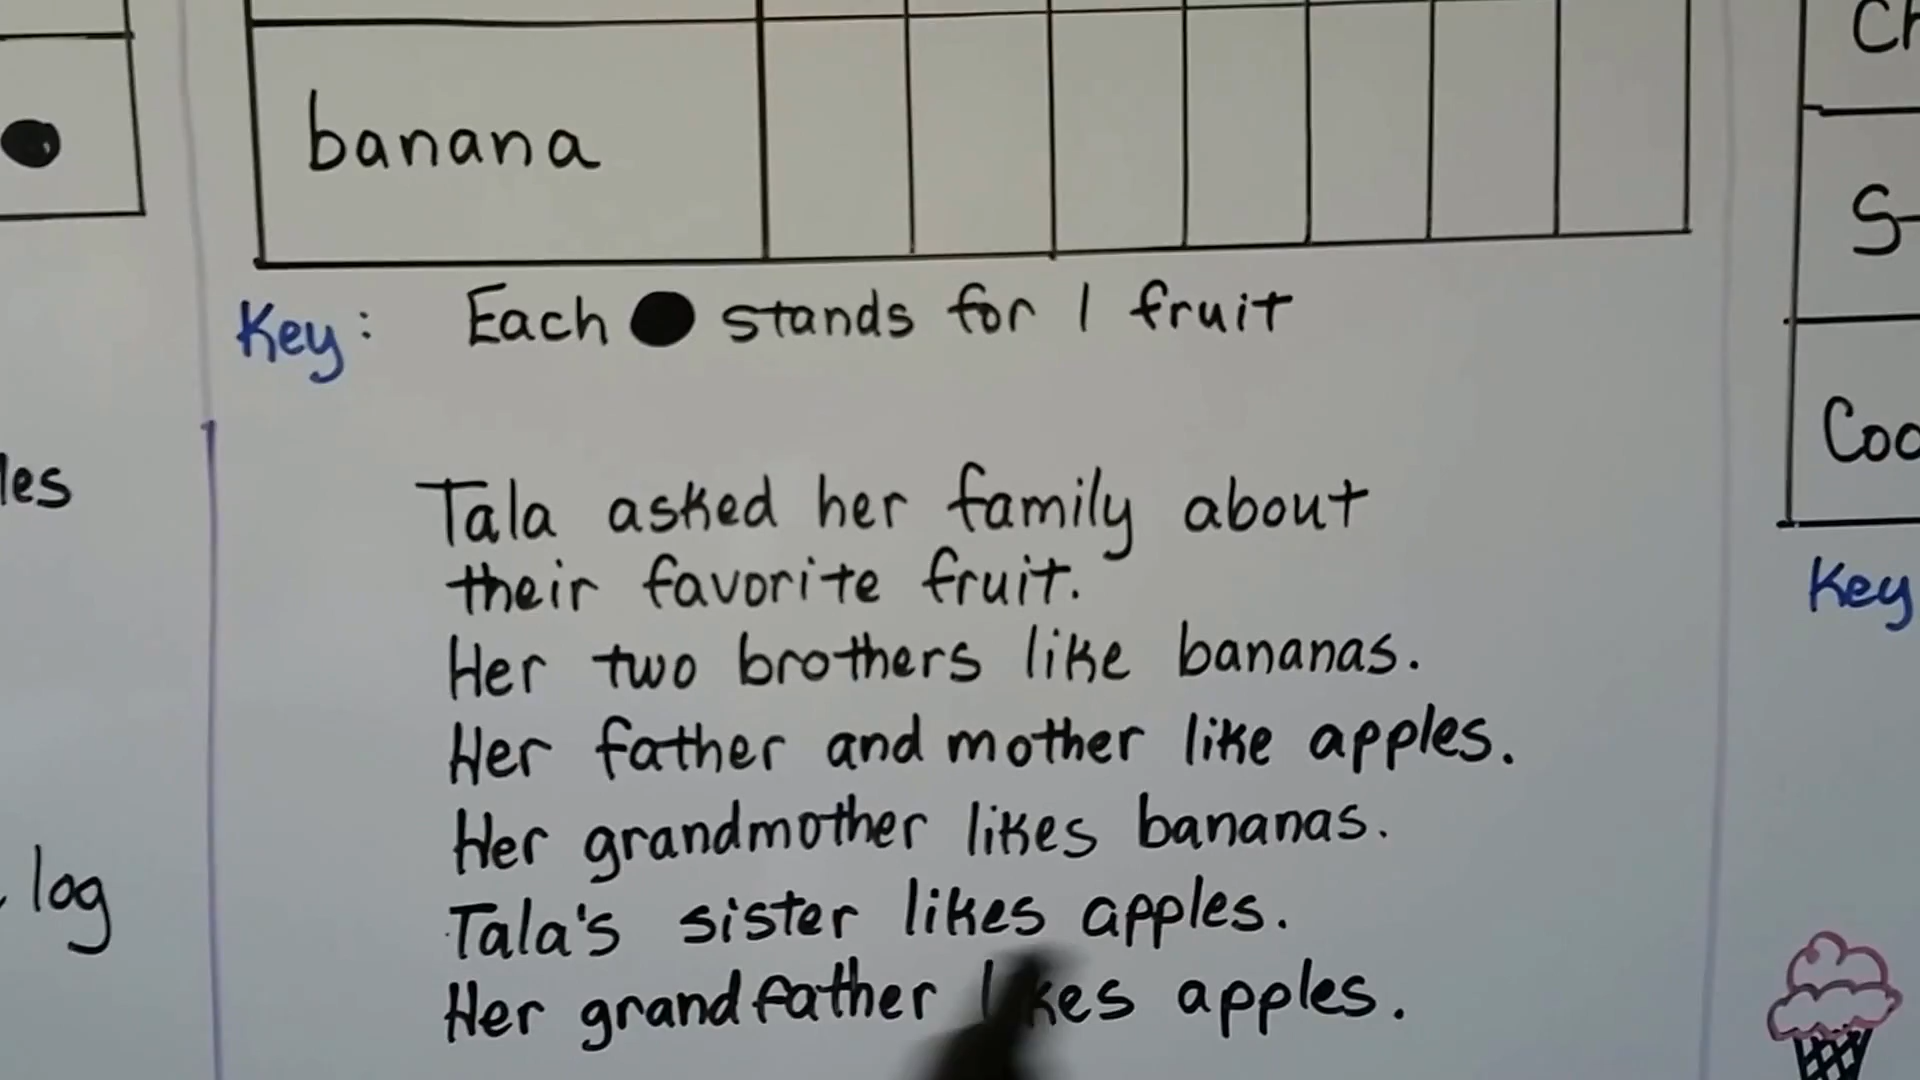 banana
Key: Each stands for 1 fruit
Tala asked her family about
their favorite fruit.
Her two brothers like bananas.
Her father and mother like apples.
Her grandmother likes bananas.
Tala's sister likes apples.
Her grandfather likes apples.
log
Key